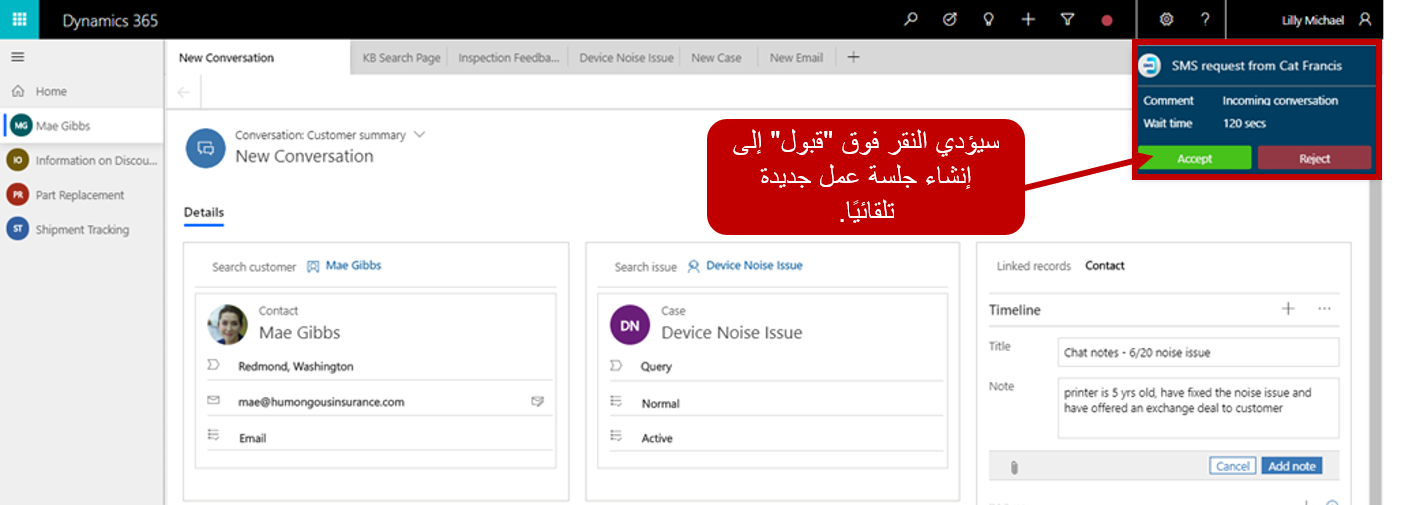 Dynamics 365
Lilly Michael
New Conversation
KB Search Page
Inspection Feedba...
Device Noise Issue
New Case
New Email
SMS request from Cat Francis
Comment Incoming conversation
Wait time 120 secs
Accept Reject
Home
MG Mae Gibbs
IO Information on Discou...
PR Part Replacement
ST Shipment Tracking
Conversation: Customer summary
New Conversation
سيؤدي النقر فوق "قبول" إلى
إنشاء جلسة عمل جديدة
تلقائيًا.
Details
Search customer Mae Gibbs
Contact
Mae Gibbs
Redmond, Washington
mae@humongousinsurance.com
Email
Search issue Device Noise Issue
DN
Case
Device Noise Issue
Query
Normal
Active
Linked records Contact
Timeline
Title Chat notes - 6/20 noise issue
Note printer is 5 yrs old, have fixed the noise issue and
have offered an exchange deal to customer
Cancel Add note